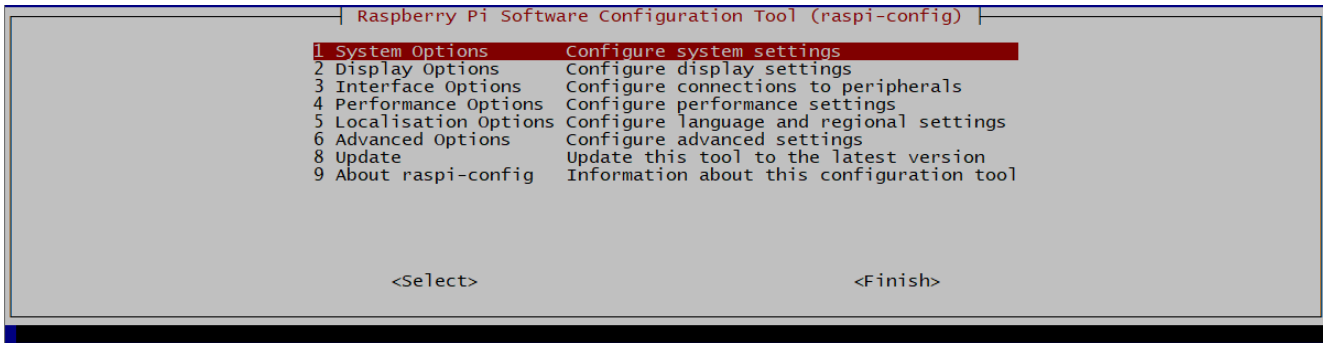 Raspberry Pi Software Configuration Tool (raspi-config)
1 System Options Configure system settings
2 Display Options Configure display settings
3 Interface Options Configure connections to peripherals
4 Performance Options Configure performance settings
5 Localisation Options Configure language and regional settings
6 Advanced Options Configure advanced settings
8 Update Update this tool to the latest version
9 About raspi-config Information about this configuration tool
<Select> <Finish>